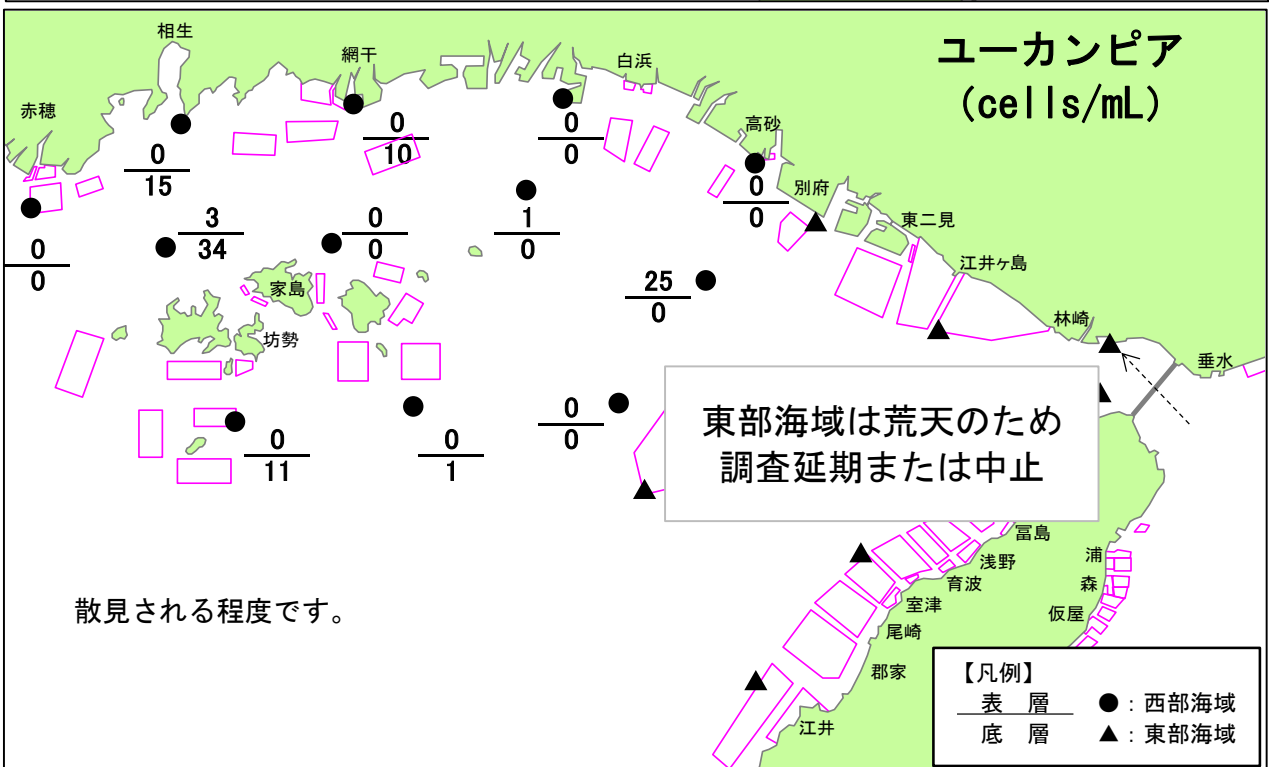 ユーカンピア
(cells/mL)
相生
網干
白浜
赤穂
高砂
別府
東二見
江井ヶ島
林崎
垂水
0
15
0
10
0
0
0
0
0
0
3
34
0
0
1
0
25
0
家島
坊勢
0
11
0
1
0
0
東部海域は荒天のため
調査延期または中止
散見される程度です。
富島
浅野
育波
室津
尾崎
郡家
江井
浦
森
仮屋
【凡例】
表 層
底 層
●：西部海域
▲：東部海域